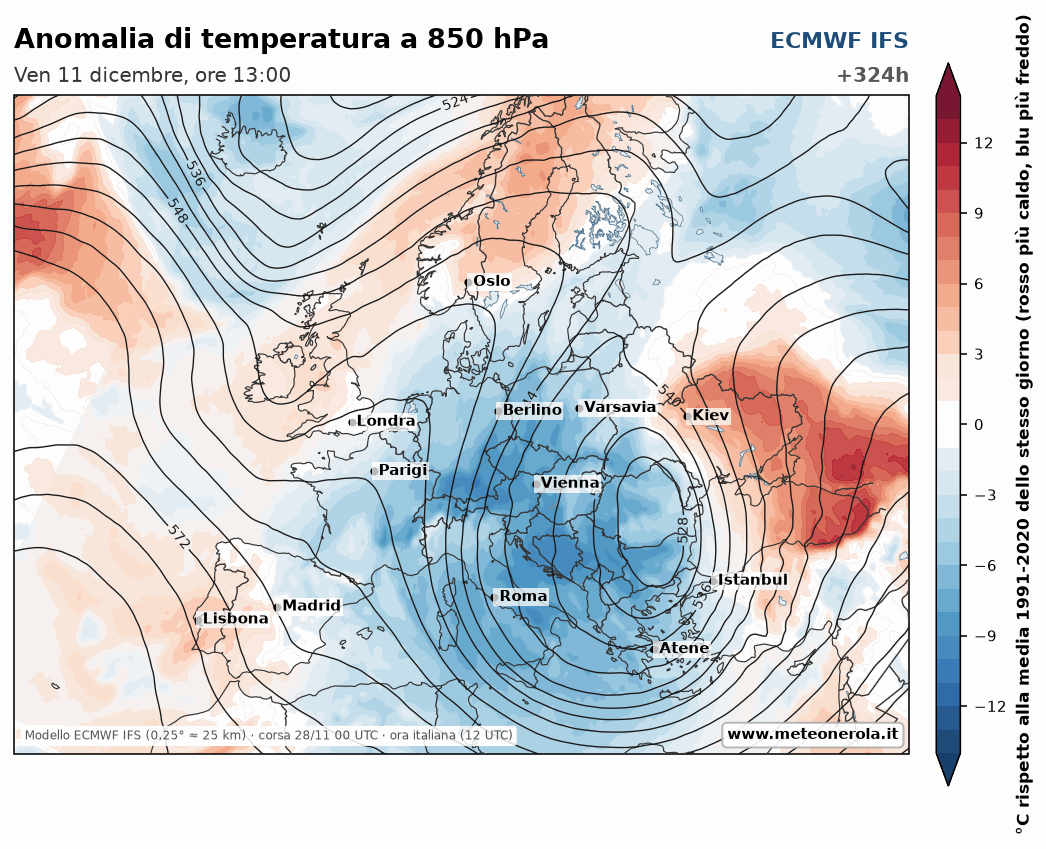 Anomalia di temperatura a 850 hPa
ECMWF IFS
Ven 11 dicembre, ore 13:00
+324h
524
536
548
Oslo
540
Berlino
Varsavia
Kiev
Londra
Parigi
Vienna
528
572
Istanbul
Roma
Madrid
Lisbona
Atene
Modello ECMWF IFS (0,25° ≈ 25 km) · corsa 28/11 00 UTC · ora italiana (12 UTC)
www.meteonerola.it
12
9
6
3
0
−3
−6
−9
−12
°C rispetto alla media 1991-2020 dello stesso giorno (rosso più caldo, blu più freddo)